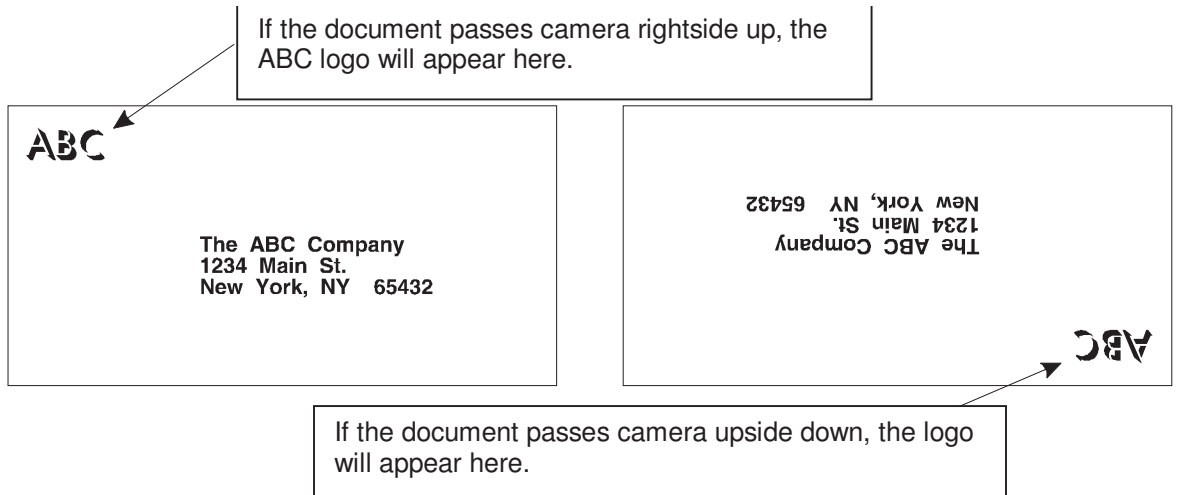 If the document passes camera rightside up, the
ABC logo will appear here.
ABC
The ABC Company
1234 Main St.
New York, NY 65432
The ABC Company
1234 Main St.
New York, NY 65432
ABC
If the document passes camera upside down, the logo
will appear here.